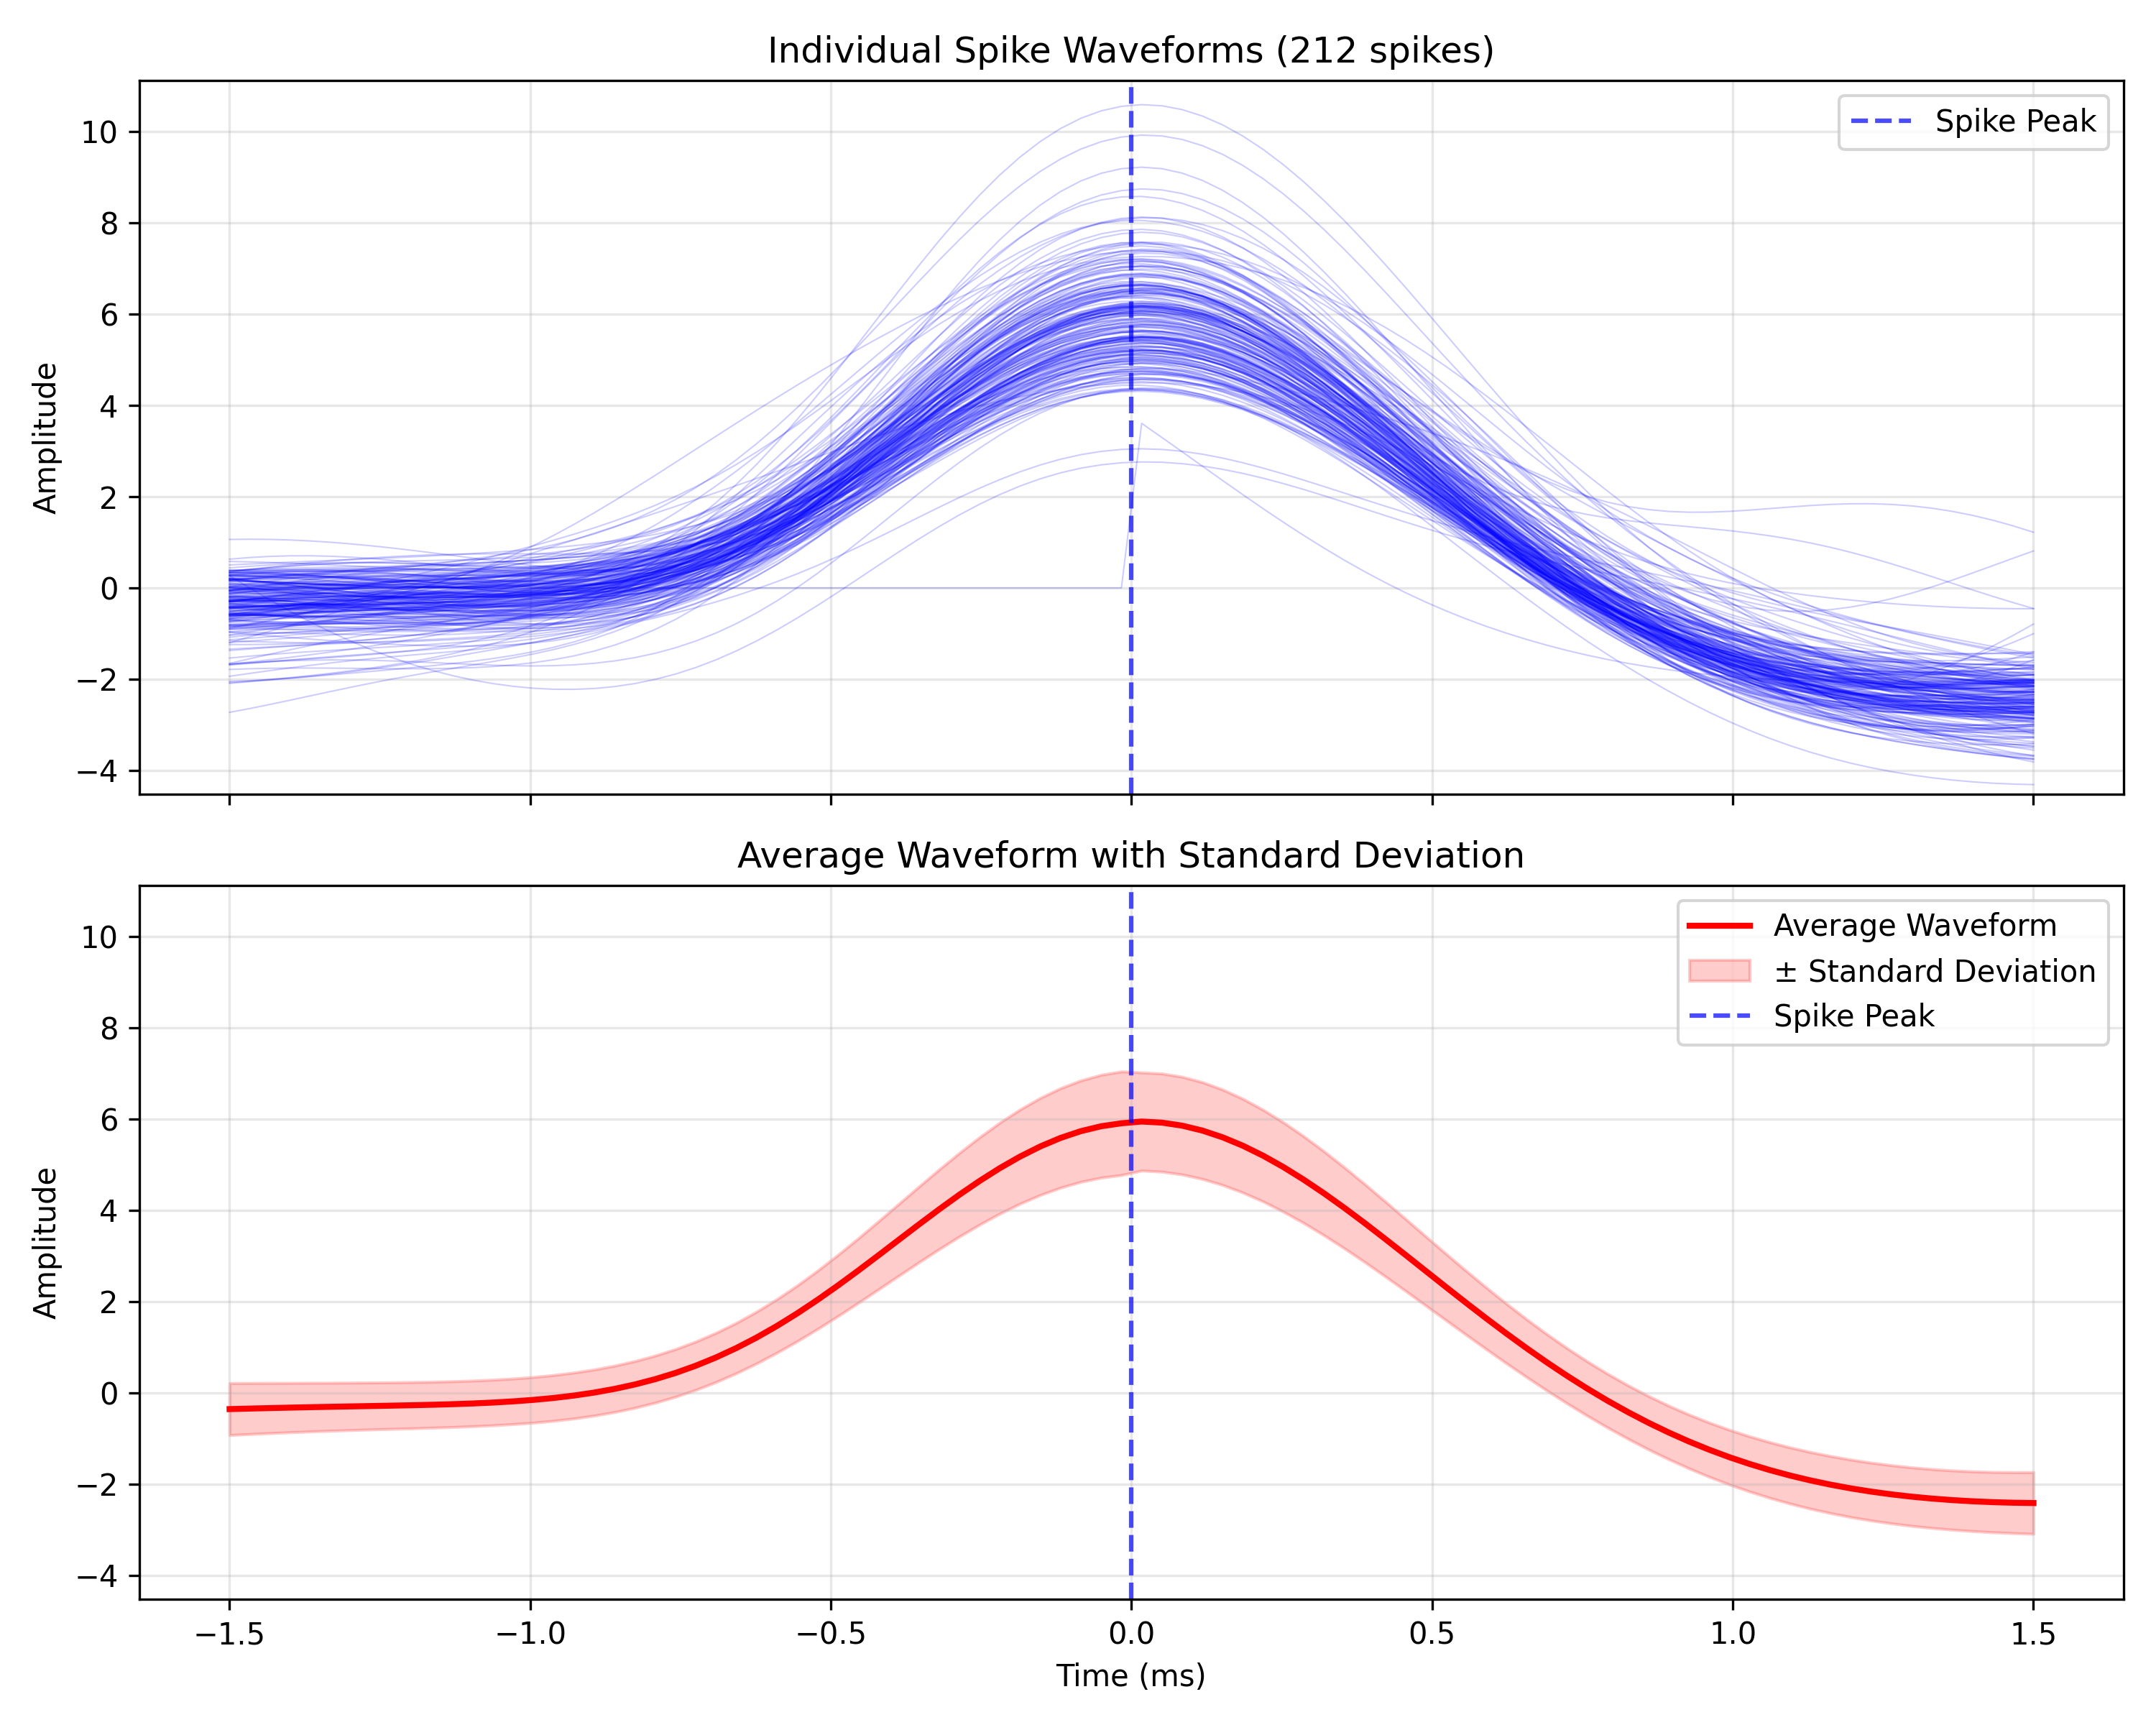 Individual Spike Waveforms (212 spikes)
Spike Peak
10
8
6
4
2
0
−2
−4
Amplitude
Average Waveform with Standard Deviation
Average Waveform
± Standard Deviation
Spike Peak
10
8
6
4
2
0
−2
−4
Amplitude
−1.5 −1.0 −0.5 0.0 0.5 1.0 1.5
Time (ms)